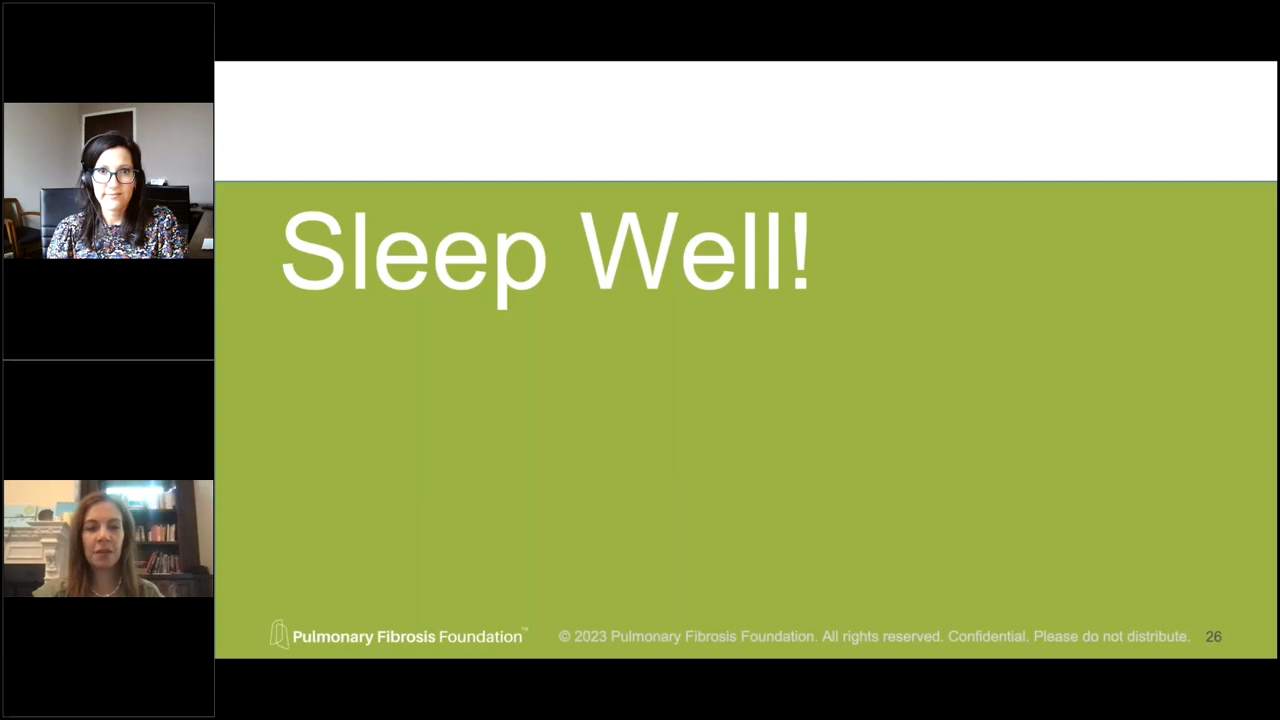 Sleep Well!
Pulmonary Fibrosis Foundation™ © 2023 Pulmonary Fibrosis Foundation. All rights reserved. Confidential. Please do not distribute. 26